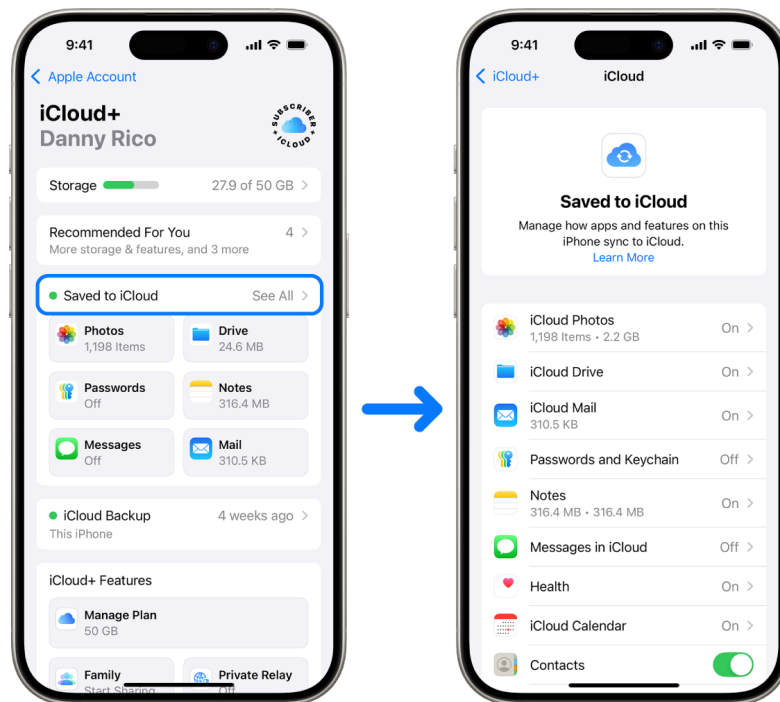 9:41
Apple Account
iCloud+
Danny Rico
SUBSCRIBER
ICLOUD
Storage 27.9 of 50 GB
Recommended For You 4
More storage & features, and 3 more
Saved to iCloud See All
Photos Drive
1,198 Items 24.6 MB
Passwords Notes
Off 316.4 MB
Messages Mail
Off 310.5 KB
iCloud Backup 4 weeks ago
This iPhone
iCloud+ Features
Manage Plan
50 GB
Family Private Relay
Start Sharing Off
9:41
iCloud+ iCloud
Saved to iCloud
Manage how apps and features on this
iPhone sync to iCloud.
Learn More
iCloud Photos On
1,198 Items • 2.2 GB
iCloud Drive On
iCloud Mail On
310.5 KB
Passwords and Keychain Off
Notes On
316.4 MB • 316.4 MB
Messages in iCloud Off
Health On
iCloud Calendar On
Contacts